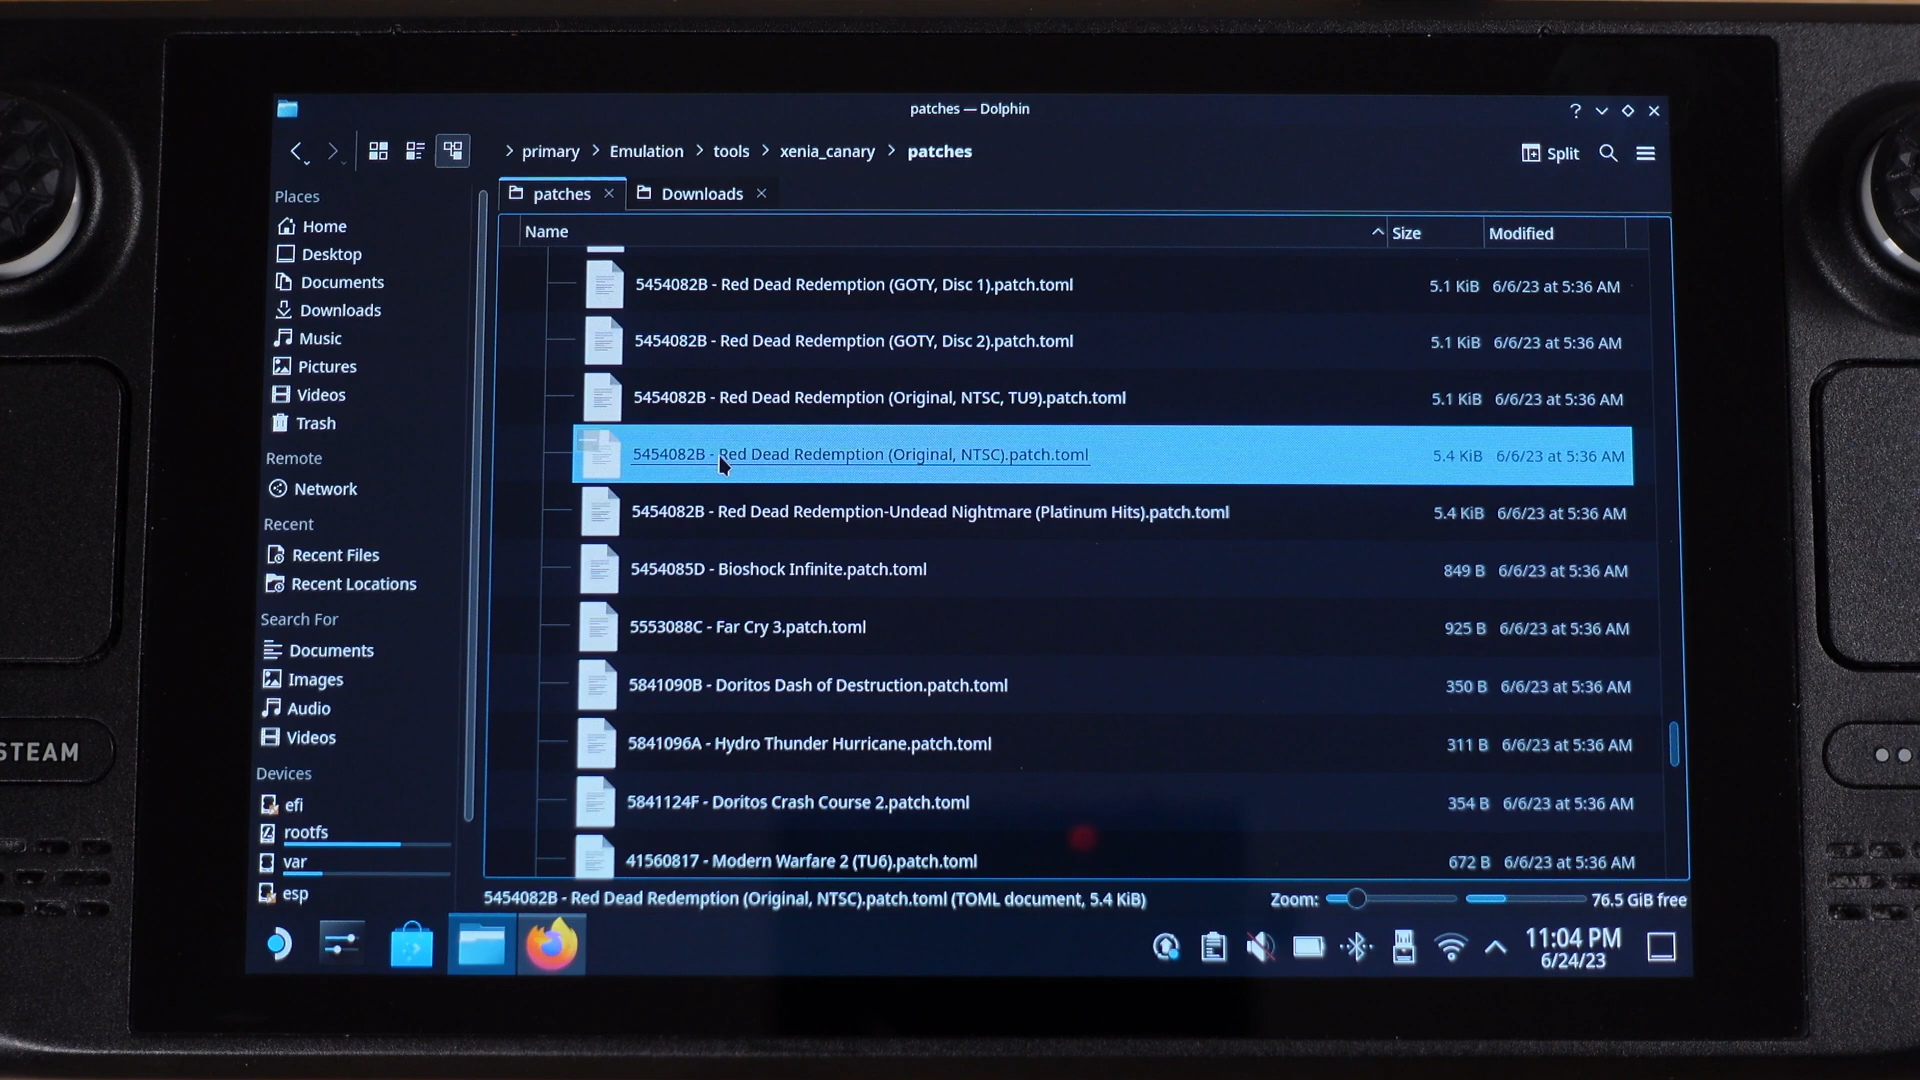 patches — Dolphin
primary > Emulation > tools > xenia_canary > patches
Split
patches
Downloads
Places
Home
Desktop
Documents
Downloads
Music
Pictures
Videos
Trash
Remote
Network
Recent
Recent Files
Recent Locations
Search For
Documents
Images
Audio
Videos
Devices
efi
rootfs
var
esp
Name Size Modified
5454082B - Red Dead Redemption (GOTY, Disc 1).patch.toml 5.1 KiB 6/6/23 at 5:36 AM
5454082B - Red Dead Redemption (GOTY, Disc 2).patch.toml 5.1 KiB 6/6/23 at 5:36 AM
5454082B - Red Dead Redemption (Original, NTSC, TU9).patch.toml 5.1 KiB 6/6/23 at 5:36 AM
5454082B - Red Dead Redemption (Original, NTSC).patch.toml 5.4 KiB 6/6/23 at 5:36 AM
5454082B - Red Dead Redemption-Undead Nightmare (Platinum Hits).patch.toml 5.4 KiB 6/6/23 at 5:36 AM
5454085D - Bioshock Infinite.patch.toml 849 B 6/6/23 at 5:36 AM
5553088C - Far Cry 3.patch.toml 925 B 6/6/23 at 5:36 AM
5841090B - Doritos Dash of Destruction.patch.toml 350 B 6/6/23 at 5:36 AM
5841096A - Hydro Thunder Hurricane.patch.toml 311 B 6/6/23 at 5:36 AM
5841124F - Doritos Crash Course 2.patch.toml 354 B 6/6/23 at 5:36 AM
41560817 - Modern Warfare 2 (TU6).patch.toml 672 B 6/6/23 at 5:36 AM
5454082B - Red Dead Redemption (Original, NTSC).patch.toml (TOML document, 5.4 KiB)
Zoom:
76.5 GiB free
11:04 PM
6/24/23
STEAM